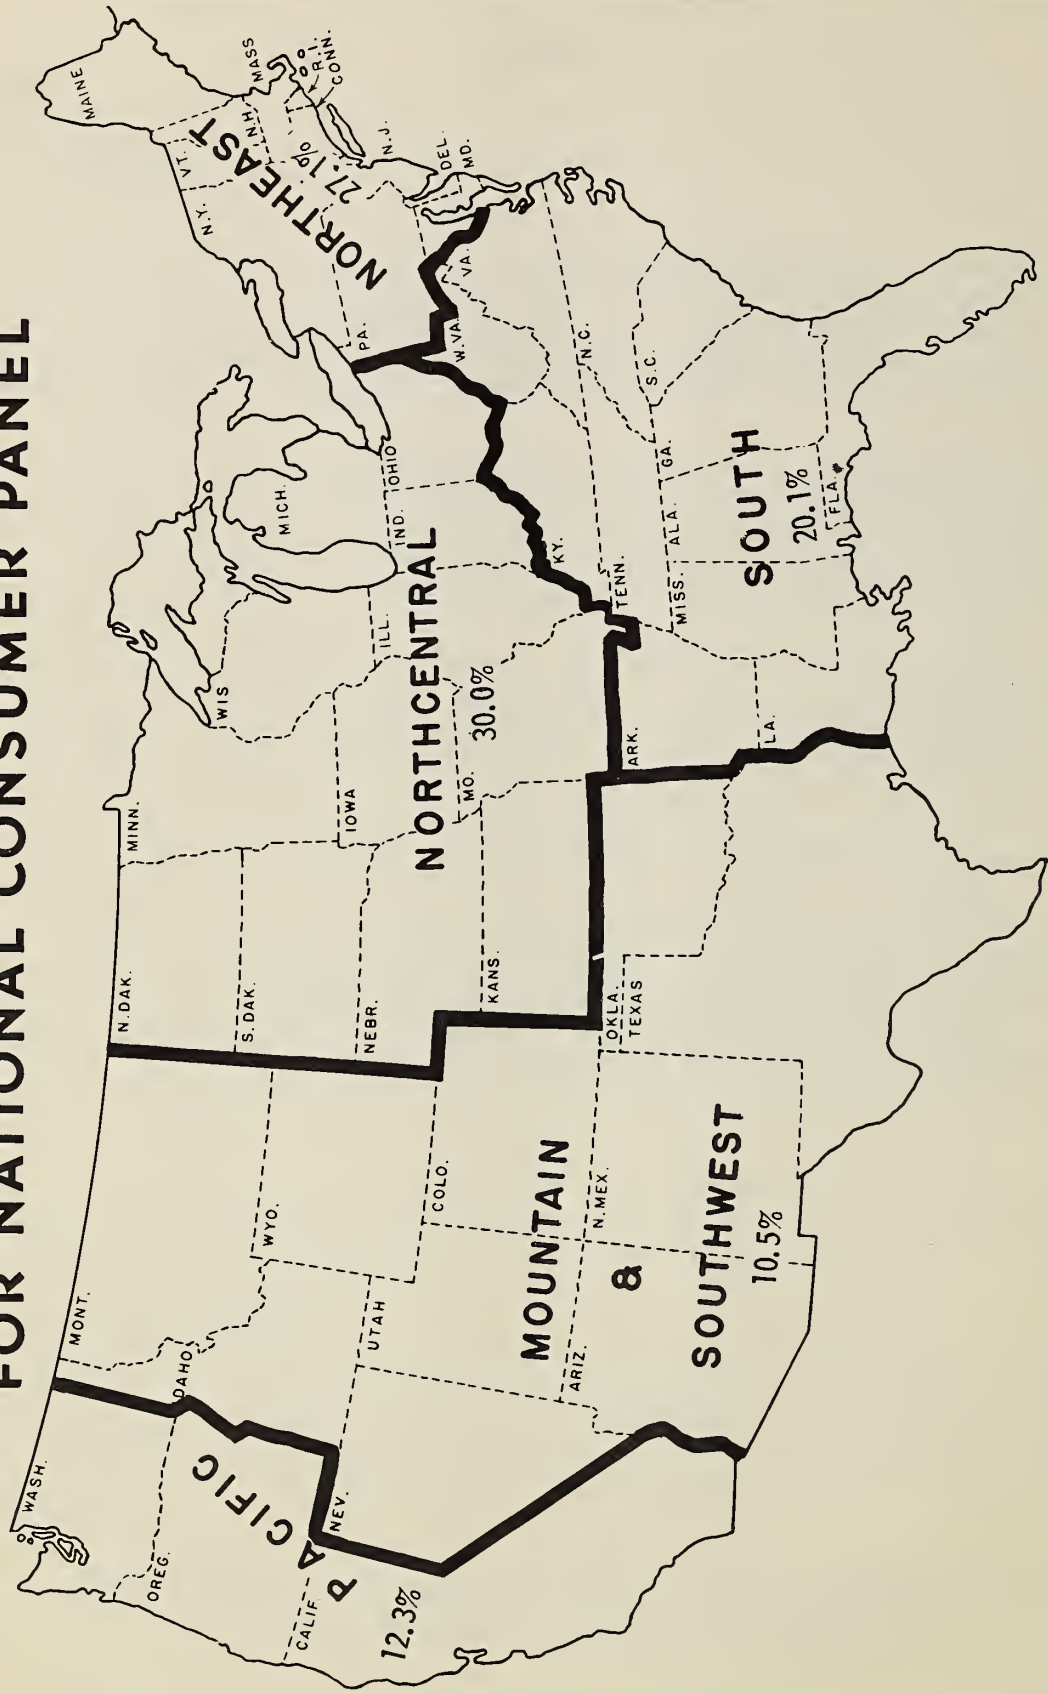 FOR NATIONAL CONSUMER PANEL
WASH.
OREG.
CALIF.
NEV.
IDAHO
MONT.
WYO.
UTAH
COLO.
ARIZ.
N.MEX.
N.DAK.
S.DAK.
NEBR.
KANS.
OKLA.
TEXAS
MINN.
IOWA
MO.
ARK.
LA.
WIS
ILL.
MICH.
IND.
OHIO
KY.
TENN.
MISS.
ALA.
GA.
FLA.
S.C.
N.C.
VA.
W.VA.
PA.
N.Y.
VT.
N.H
MAINE
MASS
R.I.
CONN.
N.J.
DEL.
MD.
PACIFIC
12.3%
MOUNTAIN
&
SOUTHWEST
10.5%
NORTHCENTRAL
30.0%
SOUTH
20.1%
NORTHEAST
27.1%